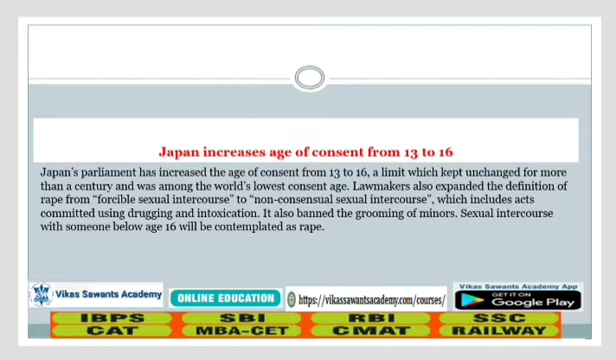 Japan increases age of consent from 13 to 16
Japan's parliament has increased the age of consent from 13 to 16, a limit which kept unchanged for more
than a century and was among the world's lowest consent age. Lawmakers also expanded the definition of
rape from "forcible sexual intercourse" to "non-consensual sexual intercourse", which includes acts
committed using drugging and intoxication. It also banned the grooming of minors. Sexual intercourse
with someone below age 16 will be contemplated as rape.
Vikas Sawants Academy
ONLINE EDUCATION
https://vikassawantsacademy.com/courses/
Vikas Sawants Academy App
GET IT ON
Google Play
IBPS SBI RBI SSC
CAT MBA-CET CMAT RAILWAY